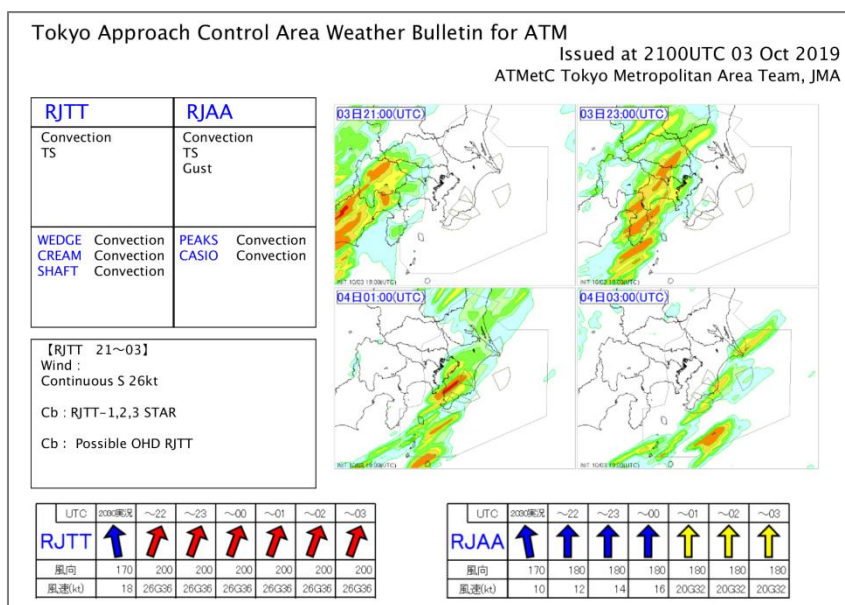 Tokyo Approach Control Area Weather Bulletin for ATM
Issued at 2100UTC 03 Oct 2019
ATMetC Tokyo Metropolitan Area Team, JMA
RJTT RJAA
Convection Convection
TS TS
Gust
WEDGE Convection PEAKS Convection
CREAM Convection CASIO Convection
SHAFT Convection
【RJTT 21～03】
Wind :
Continuous S 26kt
Cb : RJTT-1,2,3 STAR
Cb : Possible OHD RJTT
03日21:00(UTC) 03日23:00(UTC)
04日01:00(UTC) 04日03:00(UTC)
UTC 2030実況 ～22 ～23 ～00 ～01 ～02 ～03
RJTT
風向 170 200 200 200 200 200 200
風速(kt) 18 26G36 26G36 26G36 26G36 26G36 26G36
UTC 2030実況 ～22 ～23 ～00 ～01 ～02 ～03
RJAA
風向 170 180 180 180 180 180 180
風速(kt) 10 12 14 16 20G32 20G32 20G32